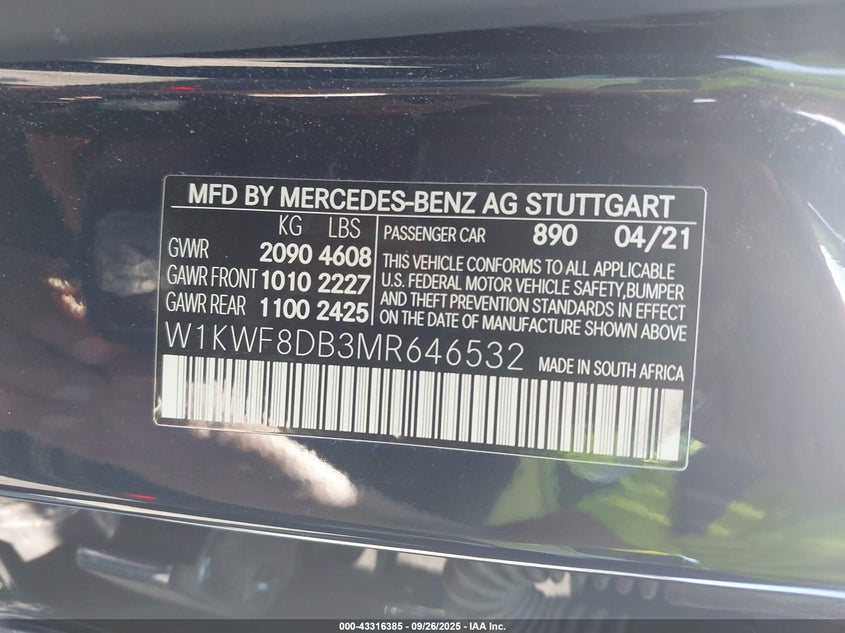 MFD BY MERCEDES-BENZ AG STUTTGART
KG LBS
GVWR 2090 4608
GAWR FRONT 1010 2227
GAWR REAR 1100 2425
PASSENGER CAR 890 04/21
THIS VEHICLE CONFORMS TO ALL APPLICABLE
U.S. FEDERAL MOTOR VEHICLE SAFETY,BUMPER
AND THEFT PREVENTION STANDARDS IN EFFECT
ON THE DATE OF MANUFACTURE SHOWN ABOVE
W1KWF8DB3MR646532 MADE IN SOUTH AFRICA
000-43316385 - 09/26/2025 - IAA Inc.